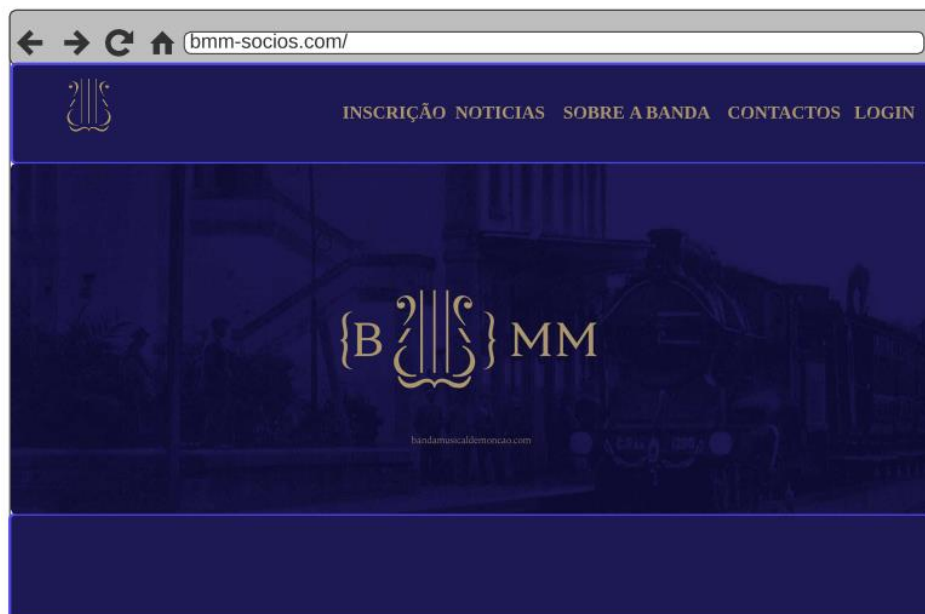 bmm-socios.com/
INSCRIÇÃO NOTICIAS SOBRE A BANDA CONTACTOS LOGIN
{B } MM
bandamusicaldemoncao.com